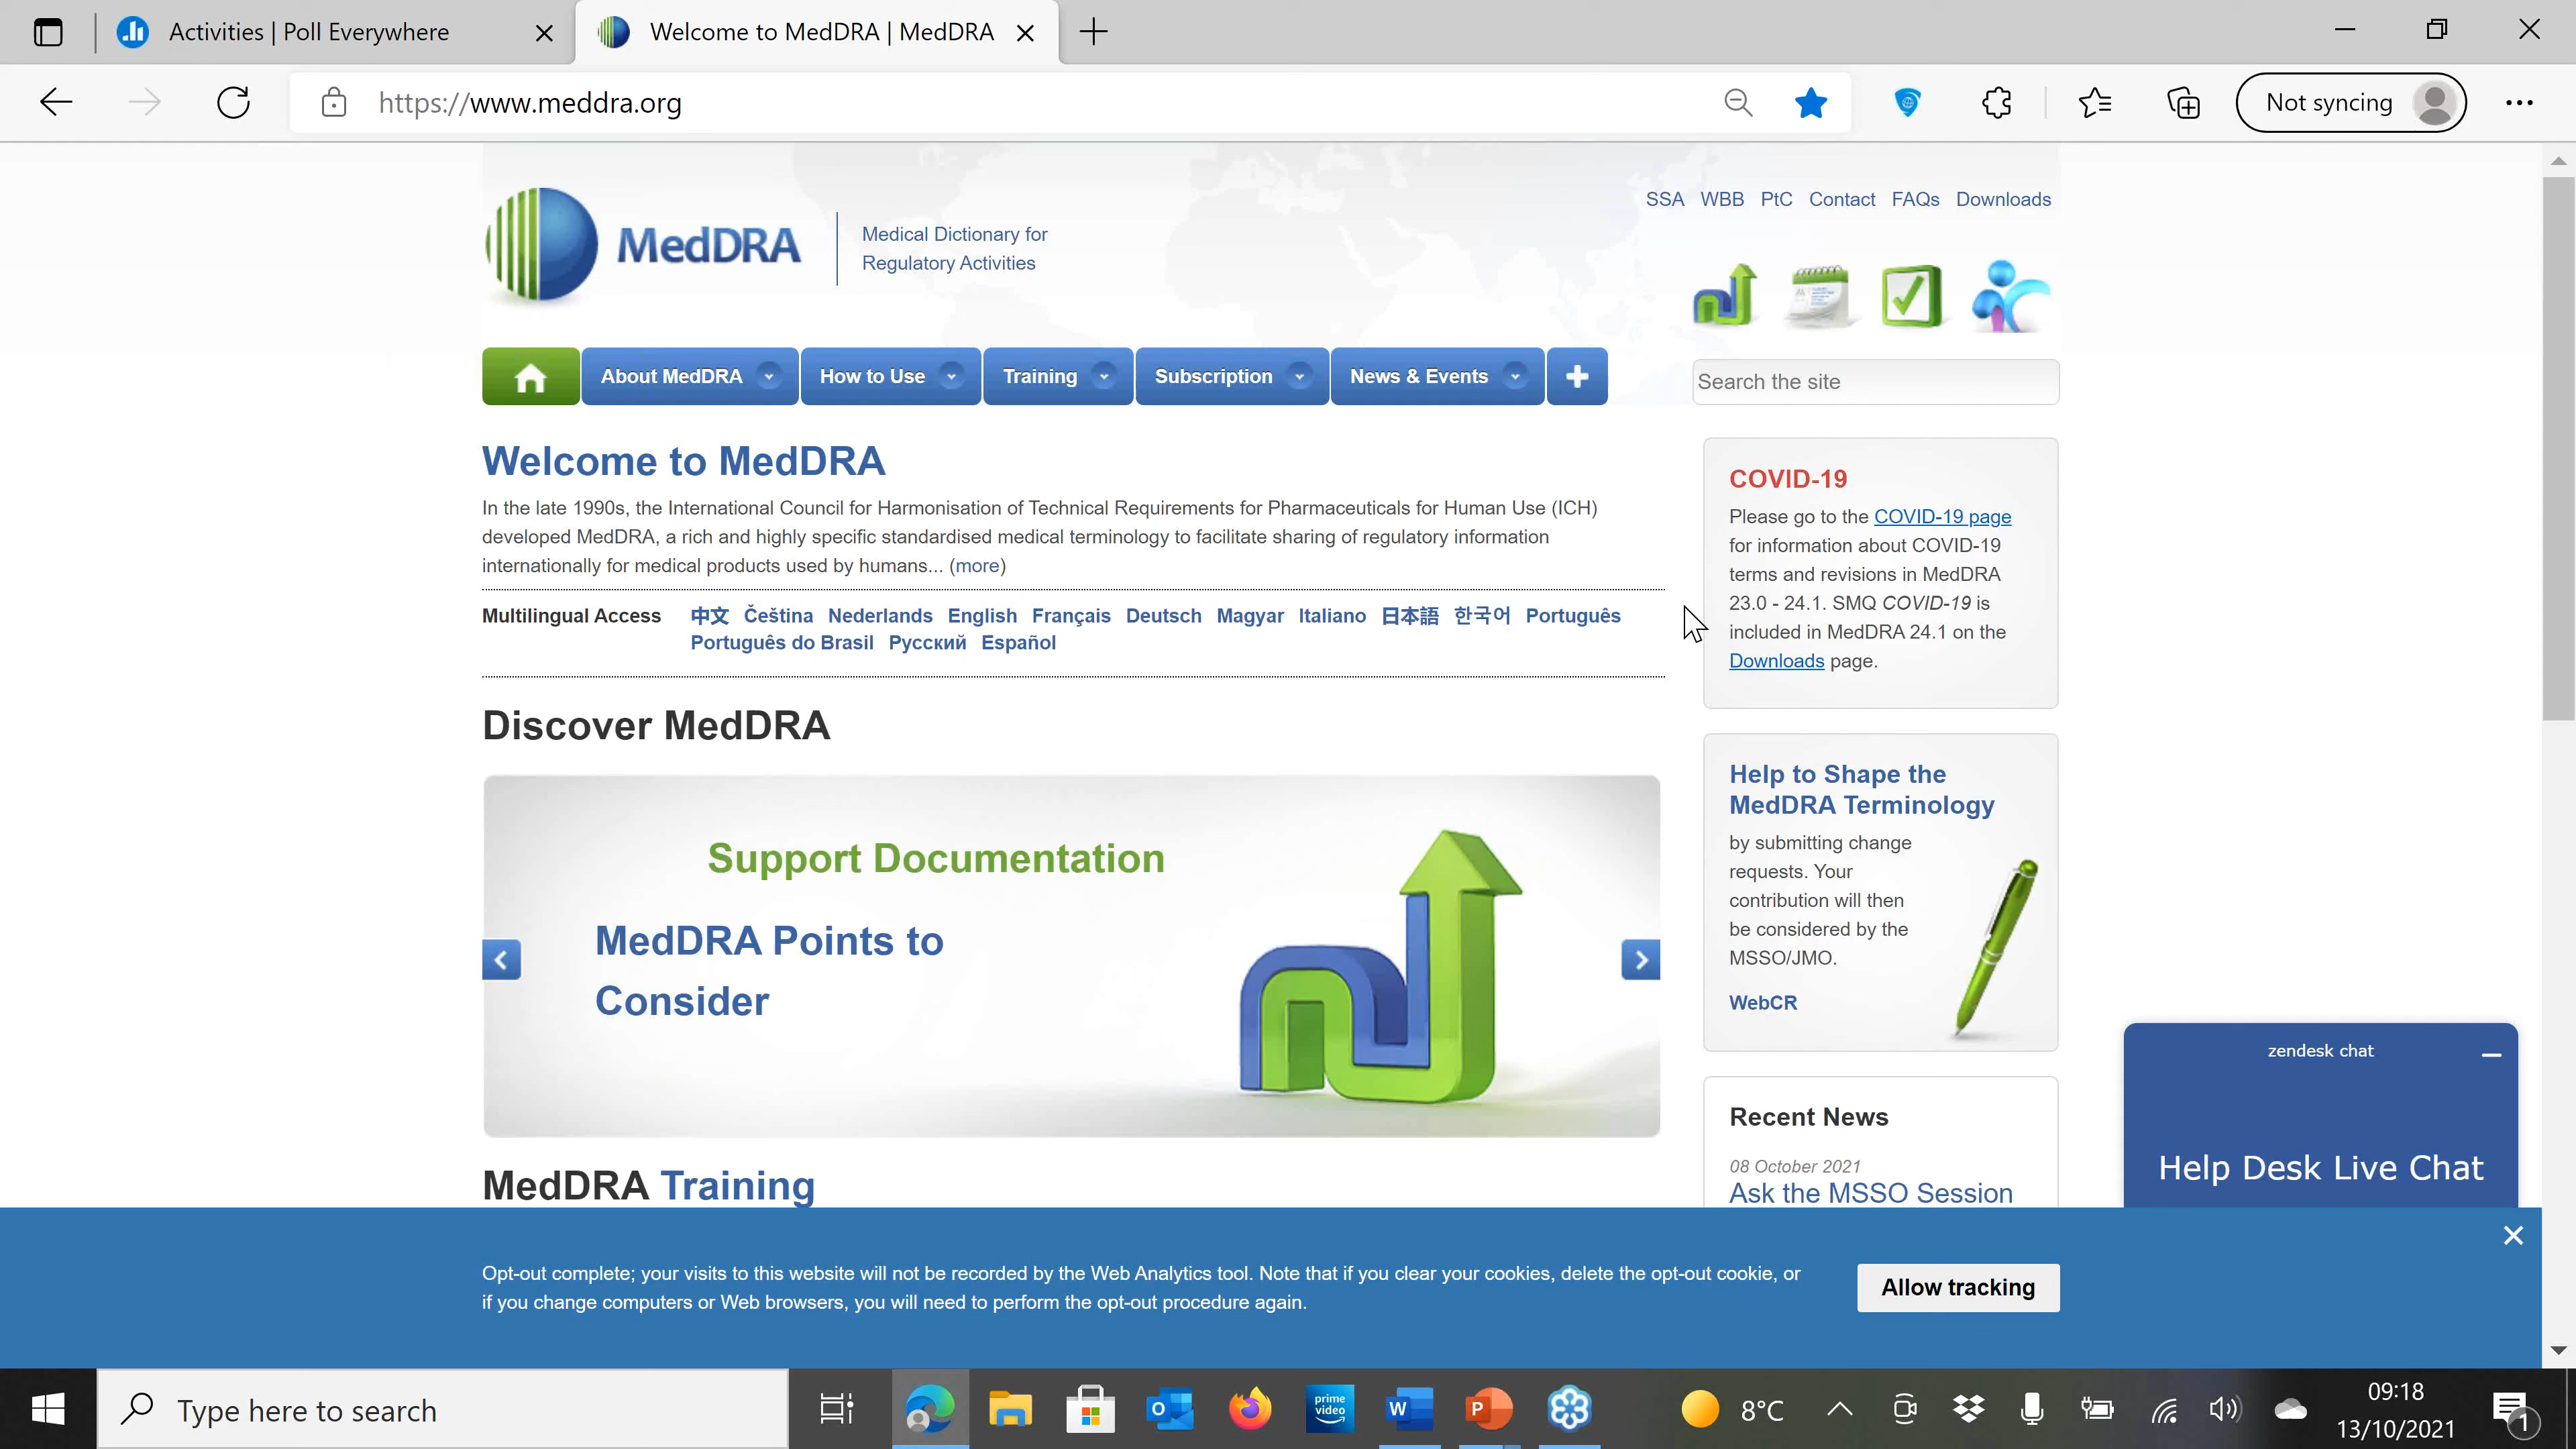 Activities | Poll Everywhere
Welcome to MedDRA | MedDRA
https://www.meddra.org
Not syncing
SSA WBB PtC Contact FAQs Downloads
MedDRA
Medical Dictionary for
Regulatory Activities
About MedDRA
How to Use
Training
Subscription
News & Events
Search the site
Welcome to MedDRA
In the late 1990s, the International Council for Harmonisation of Technical Requirements for Pharmaceuticals for Human Use (ICH)
developed MedDRA, a rich and highly specific standardised medical terminology to facilitate sharing of regulatory information
internationally for medical products used by humans... (more)
Multilingual Access 中文 Čeština Nederlands English Français Deutsch Magyar Italiano 日本語 한국어 Português
Português do Brasil Русский Español
Discover MedDRA
Support Documentation
MedDRA Points to
Consider
MedDRA Training
COVID-19
Please go to the COVID-19 page
for information about COVID-19
terms and revisions in MedDRA
23.0 - 24.1. SMQ COVID-19 is
included in MedDRA 24.1 on the
Downloads page.
Help to Shape the
MedDRA Terminology
by submitting change
requests. Your
contribution will then
be considered by the
MSSO/JMO.
WebCR
Recent News
08 October 2021
Ask the MSSO Session
zendesk chat
Help Desk Live Chat
Opt-out complete; your visits to this website will not be recorded by the Web Analytics tool. Note that if you clear your cookies, delete the opt-out cookie, or
if you change computers or Web browsers, you will need to perform the opt-out procedure again.
Allow tracking
Type here to search
prime
video
8°C
09:18
13/10/2021
1